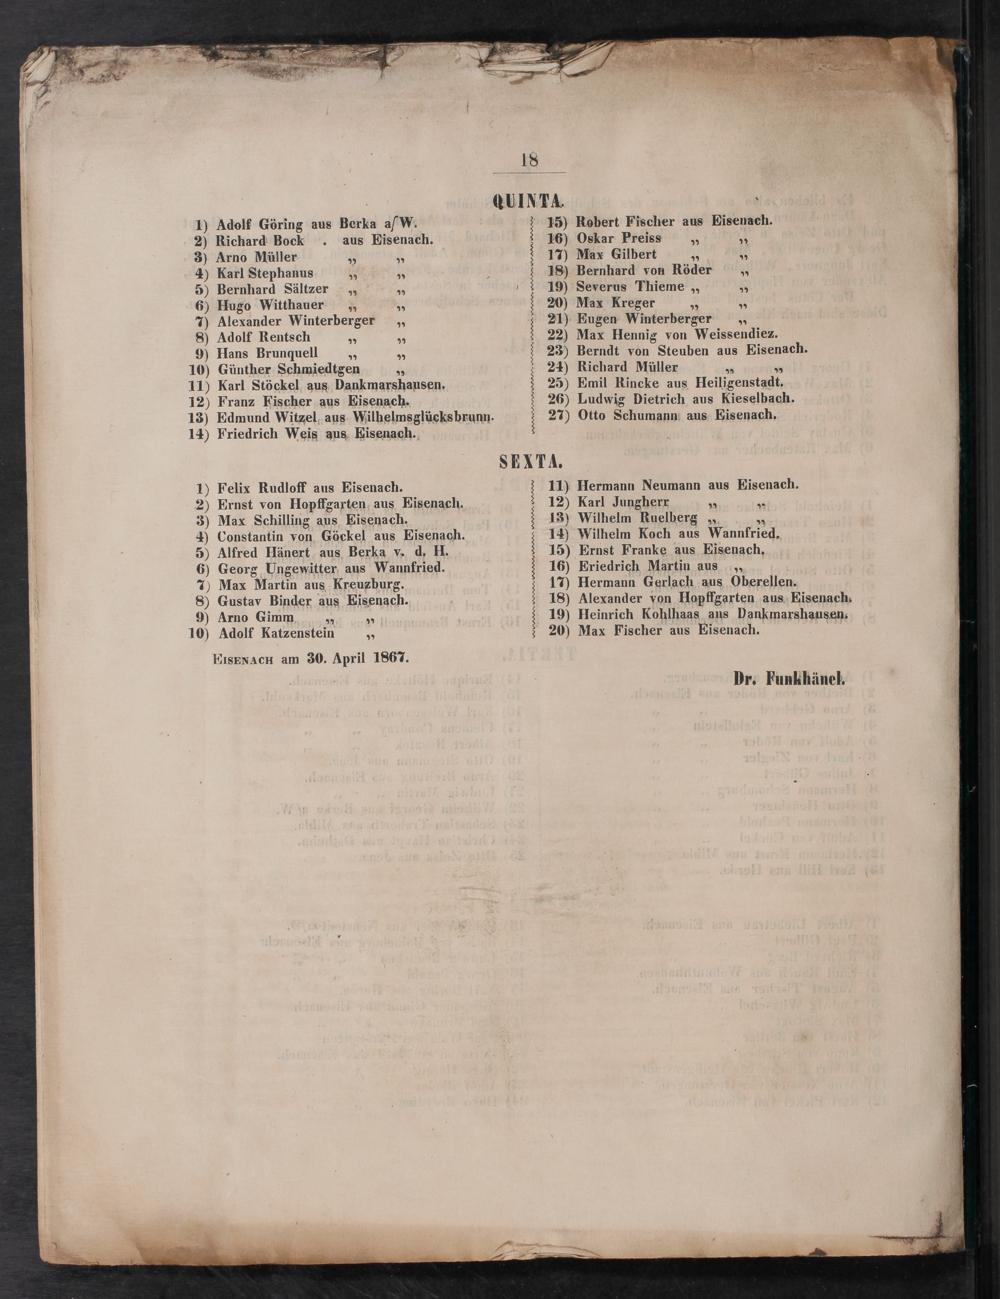 18
QUINTA.
1) Adolf Göring aus Berka a/W.
2) Richard Bock . aus Eisenach.
3) Arno Müller „ „
4) Karl Stephanus „ „
5) Bernhard Sältzer „ „
6) Hugo Witthauer „ „
7) Alexander Winterberger „
8) Adolf Rentsch „ „
9) Hans Brunquell „ „
10) Günther Schmiedtgen „
11) Karl Stöckel aus Dankmarshausen.
12) Franz Fischer aus Eisenach.
13) Edmund Witzel aus Wilhelmsglücksbrunn.
14) Friedrich Weis aus Eisenach.
15) Robert Fischer aus Eisenach.
16) Oskar Preiss „ „
17) Max Gilbert „ „
18) Bernhard von Röder „
19) Severus Thieme „ „
20) Max Kreger „ „
21) Eugen Winterberger „
22) Max Hennig von Weissendiez.
23) Berndt von Steuben aus Eisenach.
24) Richard Müller „ „
25) Emil Rincke aus Heiligenstadt.
26) Ludwig Dietrich aus Kieselbach.
27) Otto Schumann aus Eisenach.
SEXTA.
1) Felix Rudloff aus Eisenach.
2) Ernst von Hopffgarten aus Eisenach.
3) Max Schilling aus Eisenach.
4) Constantin von Göckel aus Eisenach.
5) Alfred Hänert aus Berka v. d. H.
6) Georg Ungewitter aus Wannfried.
7) Max Martin aus Kreuzburg.
8) Gustav Binder aus Eisenach.
9) Arno Gimm „ „
10) Adolf Katzenstein „
11) Hermann Neumann aus Eisenach.
12) Karl Jungherr „ „
13) Wilhelm Ruelberg „ „
14) Wilhelm Koch aus Wannfried.
15) Ernst Franke aus Eisenach.
16) Eriedrich Martin aus „
17) Hermann Gerlach aus Oberellen.
18) Alexander von Hopffgarten aus Eisenach.
19) Heinrich Kohlhaas aus Dankmarshausen.
20) Max Fischer aus Eisenach.
EISENACH am 30. April 1867.
Dr. Funkhänel.